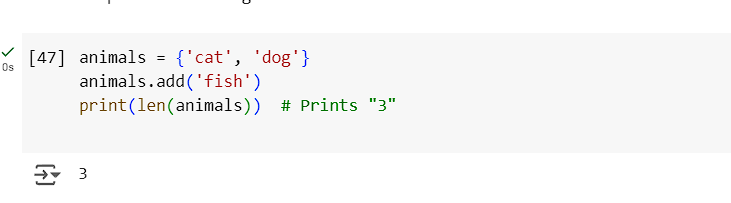 [47] animals = {'cat', 'dog'}
0s animals.add('fish')
print(len(animals))  # Prints "3"
3